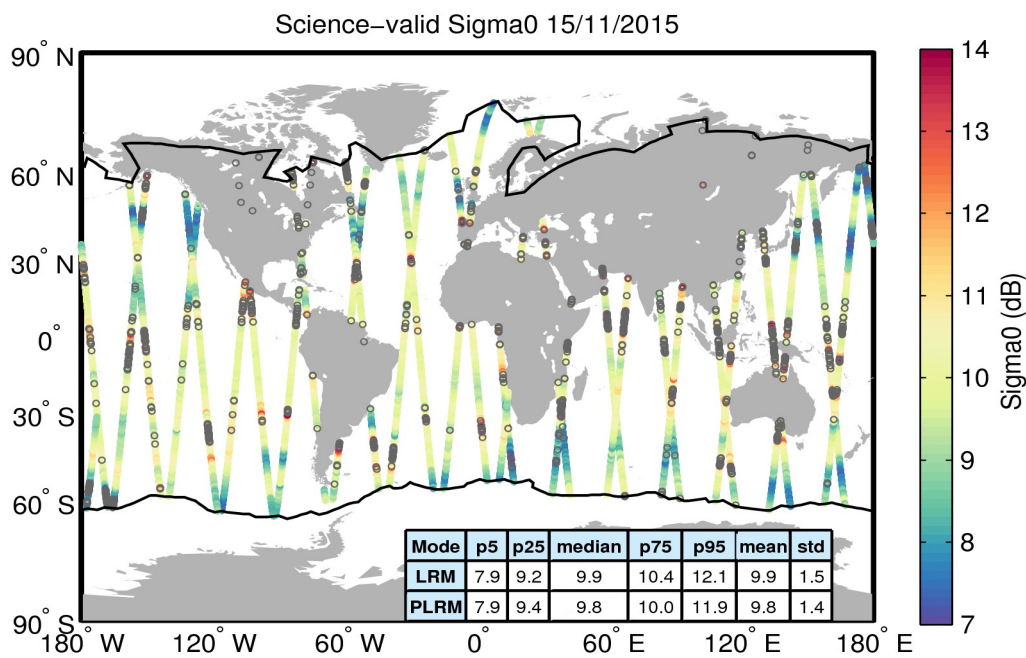 Science−valid Sigma0 15/11/2015
90° N
60° N
30° N
0°
30° S
60° S
90° S
180° W
120° W
60° W
0°
60° E
120° E
180° E
14
13
12
11
10
9
8
7
Sigma0 (dB)
Mode p5 p25 median p75 p95 mean std
LRM 7.9 9.2 9.9 10.4 12.1 9.9 1.5
PLRM 7.9 9.4 9.8 10.0 11.9 9.8 1.4